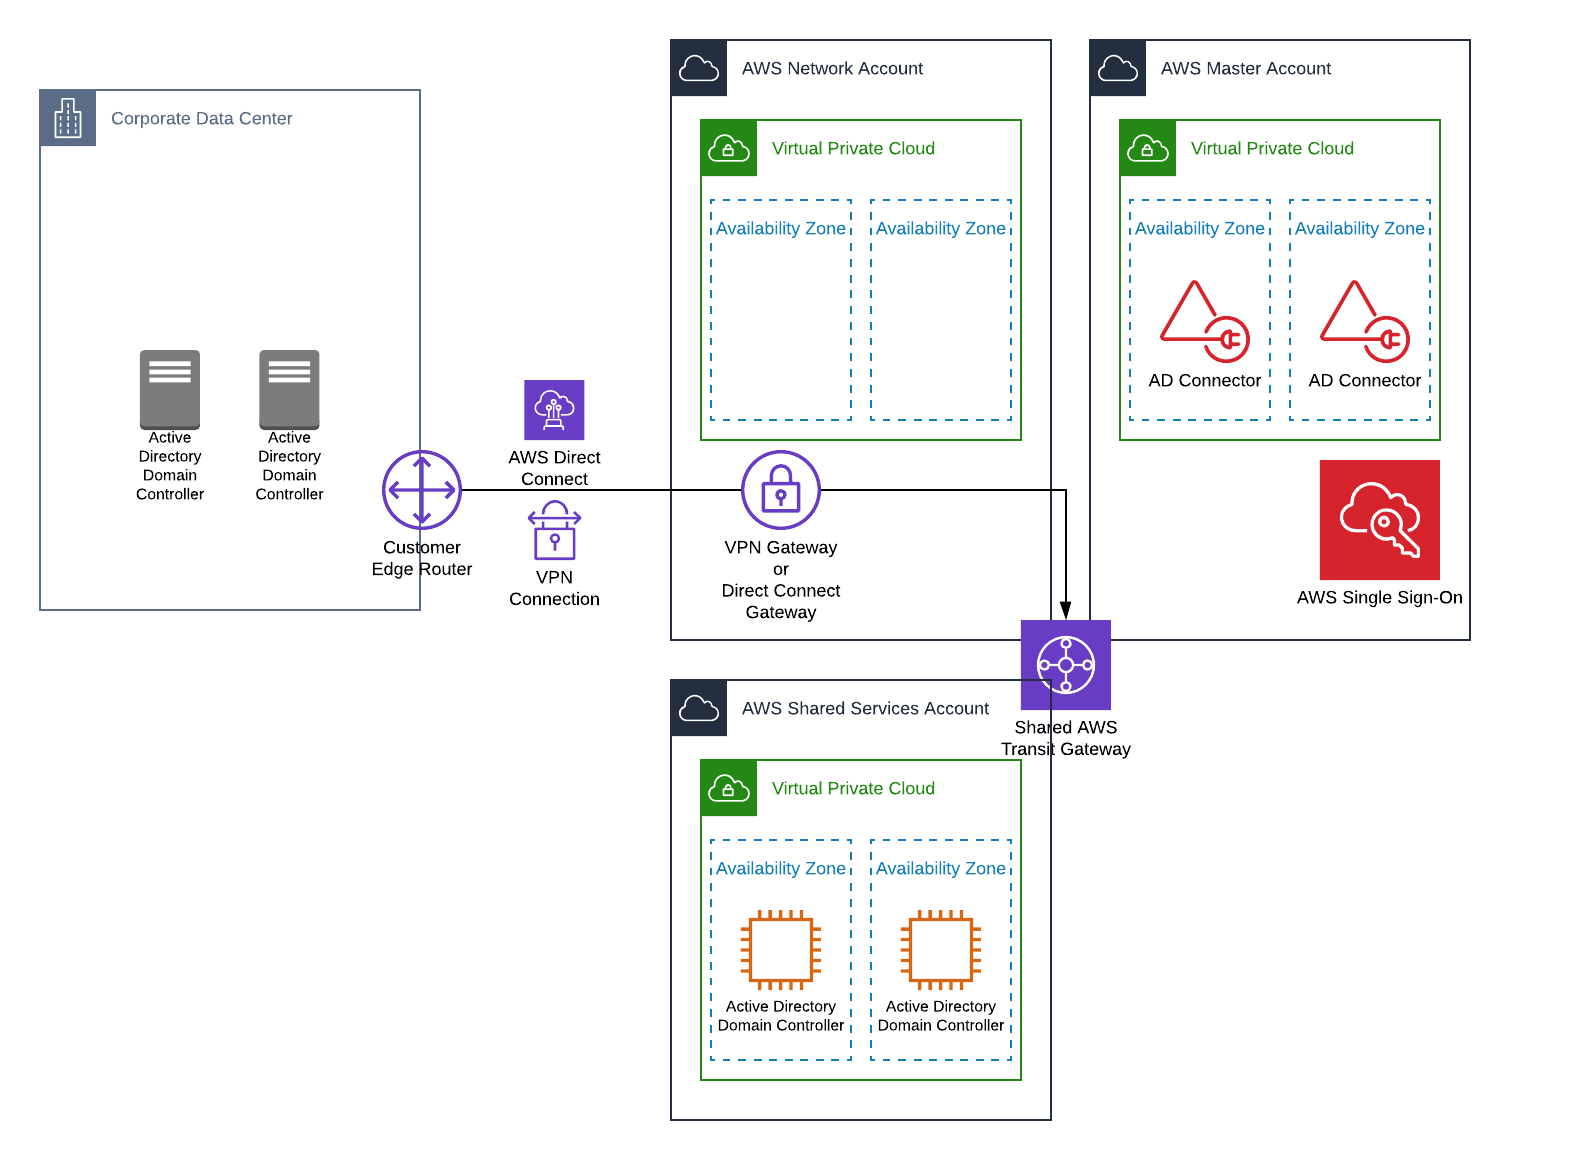 AWS Network Account
AWS Master Account
Corporate Data Center
Virtual Private Cloud
Virtual Private Cloud
Availability Zone
Availability Zone
Availability Zone
Availability Zone
AD Connector
AD Connector
Active
Directory
Domain
Controller
Active
Directory
Domain
Controller
AWS Direct
Connect
Customer
Edge Router
VPN
Connection
VPN Gateway
or
Direct Connect
Gateway
AWS Single Sign-On
AWS Shared Services Account
Shared AWS
Transit Gateway
Virtual Private Cloud
Availability Zone
Availability Zone
Active Directory
Domain Controller
Active Directory
Domain Controller